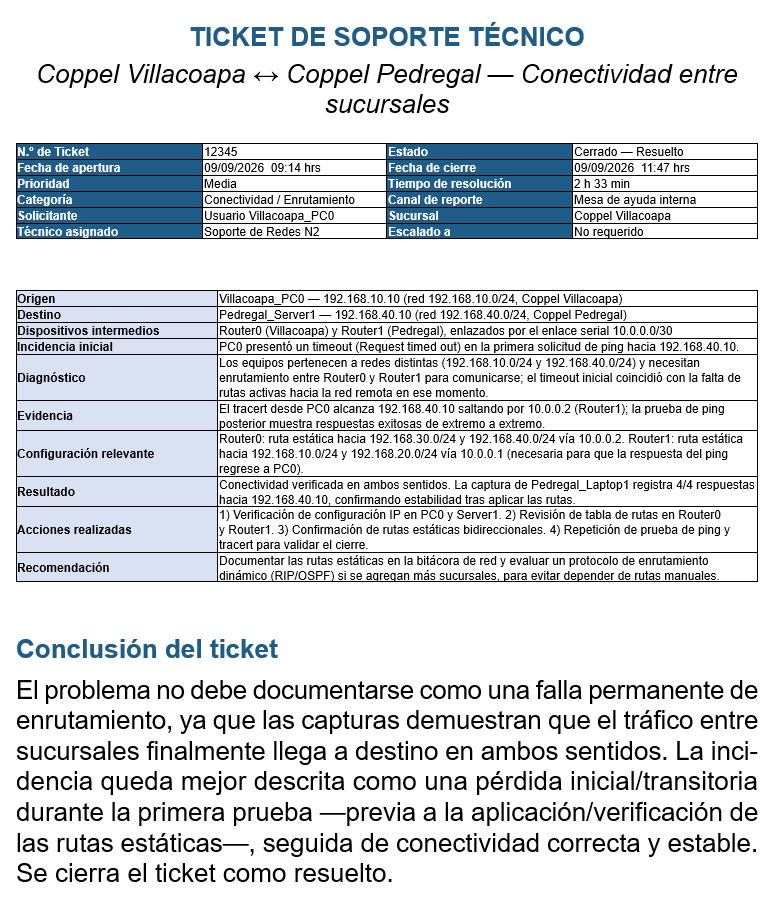 TICKET DE SOPORTE TÉCNICO
Coppel Villacoapa ↔ Coppel Pedregal — Conectividad entre
sucursales
N.º de Ticket 12345 Estado Cerrado — Resuelto
Fecha de apertura 09/09/2026 09:14 hrs Fecha de cierre 09/09/2026 11:47 hrs
Prioridad Media Tiempo de resolución 2 h 33 min
Categoría Conectividad / Enrutamiento Canal de reporte Mesa de ayuda interna
Solicitante Usuario Villacoapa_PC0 Sucursal Coppel Villacoapa
Técnico asignado Soporte de Redes N2 Escalado a No requerido
Origen Villacoapa_PC0 — 192.168.10.10 (red 192.168.10.0/24, Coppel Villacoapa)
Destino Pedregal_Server1 — 192.168.40.10 (red 192.168.40.0/24, Coppel Pedregal)
Dispositivos intermedios Router0 (Villacoapa) y Router1 (Pedregal), enlazados por el enlace serial 10.0.0.0/30
Incidencia inicial PC0 presentó un timeout (Request timed out) en la primera solicitud de ping hacia 192.168.40.10.
Diagnóstico
Los equipos pertenecen a redes distintas (192.168.10.0/24 y 192.168.40.0/24) y necesitan
enrutamiento entre Router0 y Router1 para comunicarse; el timeout inicial coincidió con la falta de
rutas activas hacia la red remota en ese momento.
Evidencia
El tracert desde PC0 alcanza 192.168.40.10 saltando por 10.0.0.2 (Router1); la prueba de ping
posterior muestra respuestas exitosas de extremo a extremo.
Configuración relevante
Router0: ruta estática hacia 192.168.30.0/24 y 192.168.40.0/24 vía 10.0.0.2. Router1: ruta estática
hacia 192.168.10.0/24 y 192.168.20.0/24 vía 10.0.0.1 (necesaria para que la respuesta del ping
regrese a PC0).
Resultado
Conectividad verificada en ambos sentidos. La captura de Pedregal_Laptop1 registra 4/4 respuestas
hacia 192.168.40.10, confirmando estabilidad tras aplicar las rutas.
Acciones realizadas
1) Verificación de configuración IP en PC0 y Server1. 2) Revisión de tabla de rutas en Router0
y Router1. 3) Confirmación de rutas estáticas bidireccionales. 4) Repetición de prueba de ping y
tracert para validar el cierre.
Recomendación
Documentar las rutas estáticas en la bitácora de red y evaluar un protocolo de enrutamiento
dinámico (RIP/OSPF) si se agregan más sucursales, para evitar depender de rutas manuales.
Conclusión del ticket
El problema no debe documentarse como una falla permanente de
enrutamiento, ya que las capturas demuestran que el tráfico entre
sucursales finalmente llega a destino en ambos sentidos. La inci-
dencia queda mejor descrita como una pérdida inicial/transitoria
durante la primera prueba —previa a la aplicación/verificación de
las rutas estáticas—, seguida de conectividad correcta y estable.
Se cierra el ticket como resuelto.